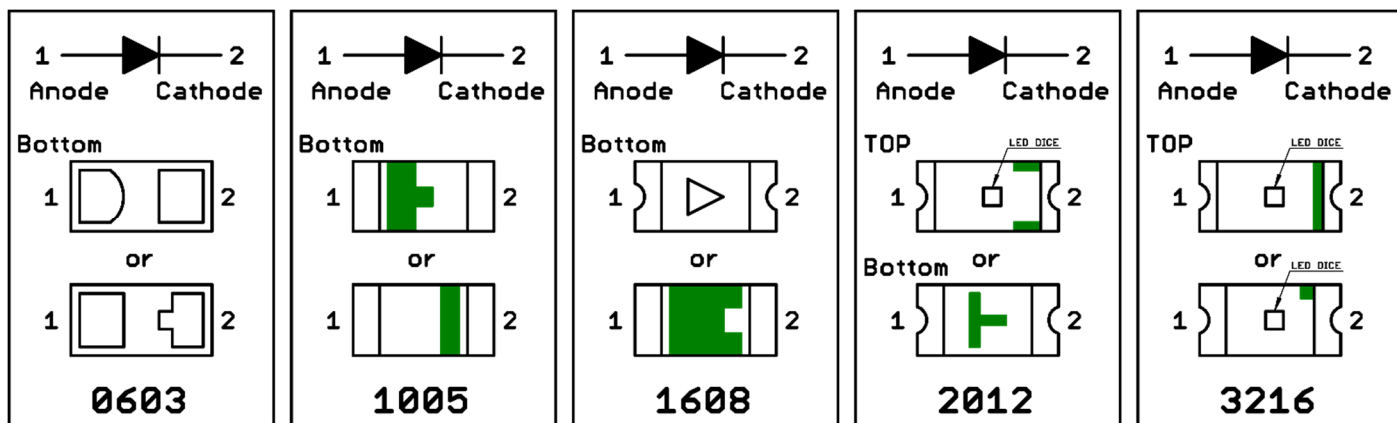 1 2
Anode Cathode
Bottom
1 2
or
1 2
0603
1 2
Anode Cathode
Bottom
1 2
or
1 2
1005
1 2
Anode Cathode
Bottom
1 2
or
1 2
1608
1 2
Anode Cathode
TOP
LED DICE
1 2
or
Bottom
1 2
2012
1 2
Anode Cathode
TOP
LED DICE
1 2
or
LED DICE
1 2
3216